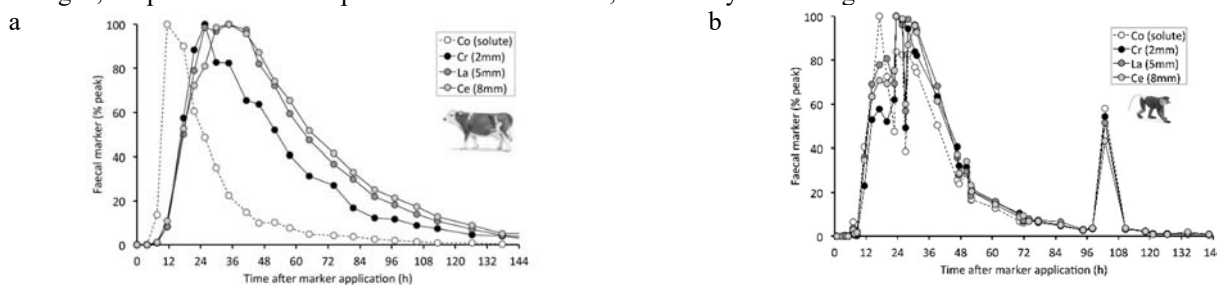 a
b
100
80
60
40
20
0
Faecal marker (% peak)
0 12 24 36 48 60 72 84 96 108 120 132 144
Time after marker application (h)
Co (solute)
Cr (2mm)
La (5mm)
Ce (8mm)
100
80
60
40
20
0
Faecal marker (% peak)
0 12 24 36 48 60 72 84 96 108 120 132 14
Time after marker application (h)
Co (solute)
Cr (2mm)
La (5mm)
Ce (8mm)